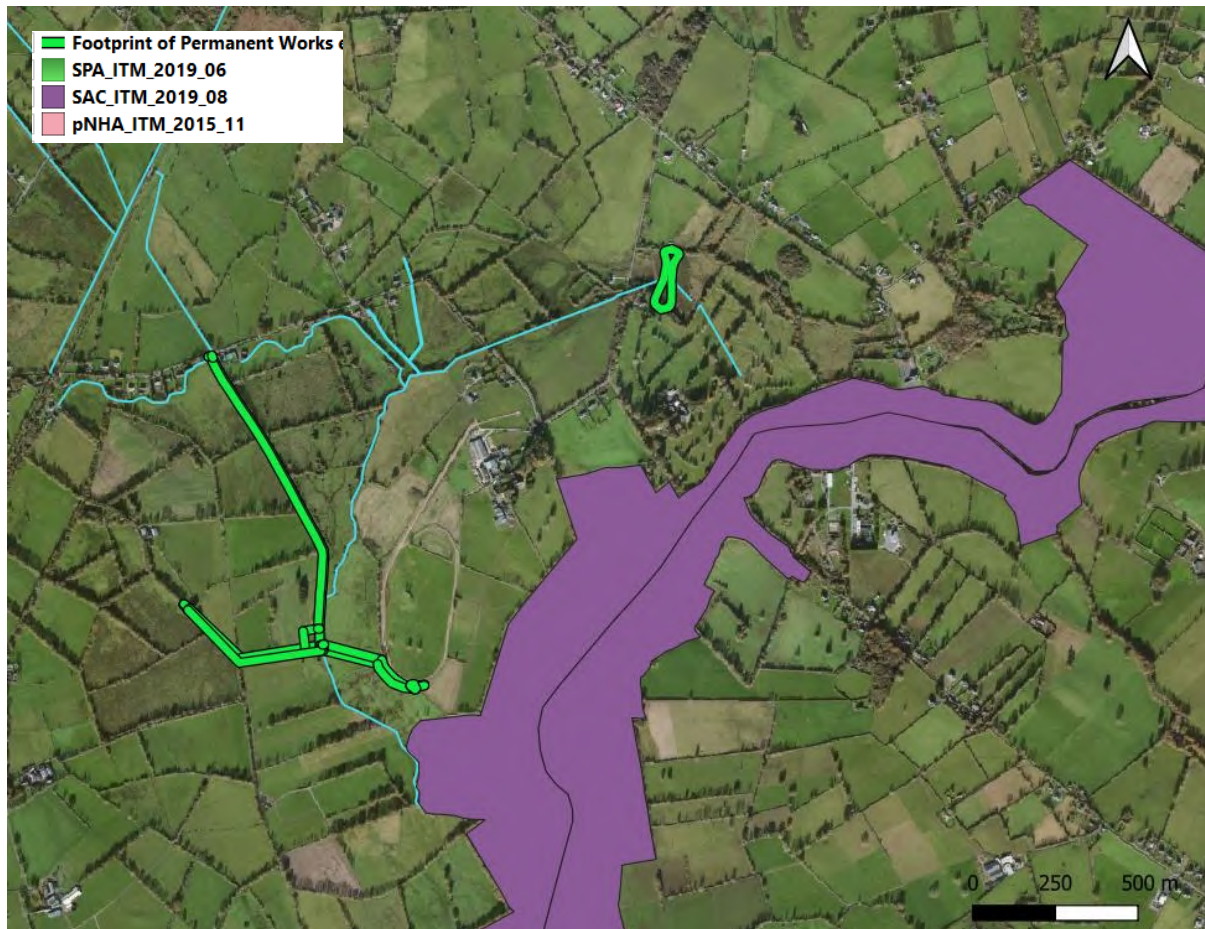 Footprint of Permanent Works e
SPA_ITM_2019_06
SAC_ITM_2019_08
pNHA_ITM_2015_11
0 250 500 m